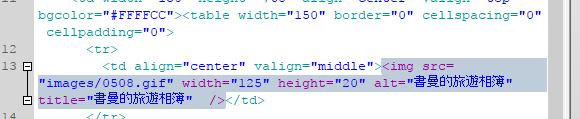 bgcolor="#FFFFCC"><table width="150" border="0" cellspacing="0"
cellpadding="0">
12 <tr>
13 <td align="center" valign="middle"><img src=
"images/0508.gif" width="125" height="20" alt="書曼的旅遊相簿"
title="書曼的旅遊相簿" /></td>
14 </tr>